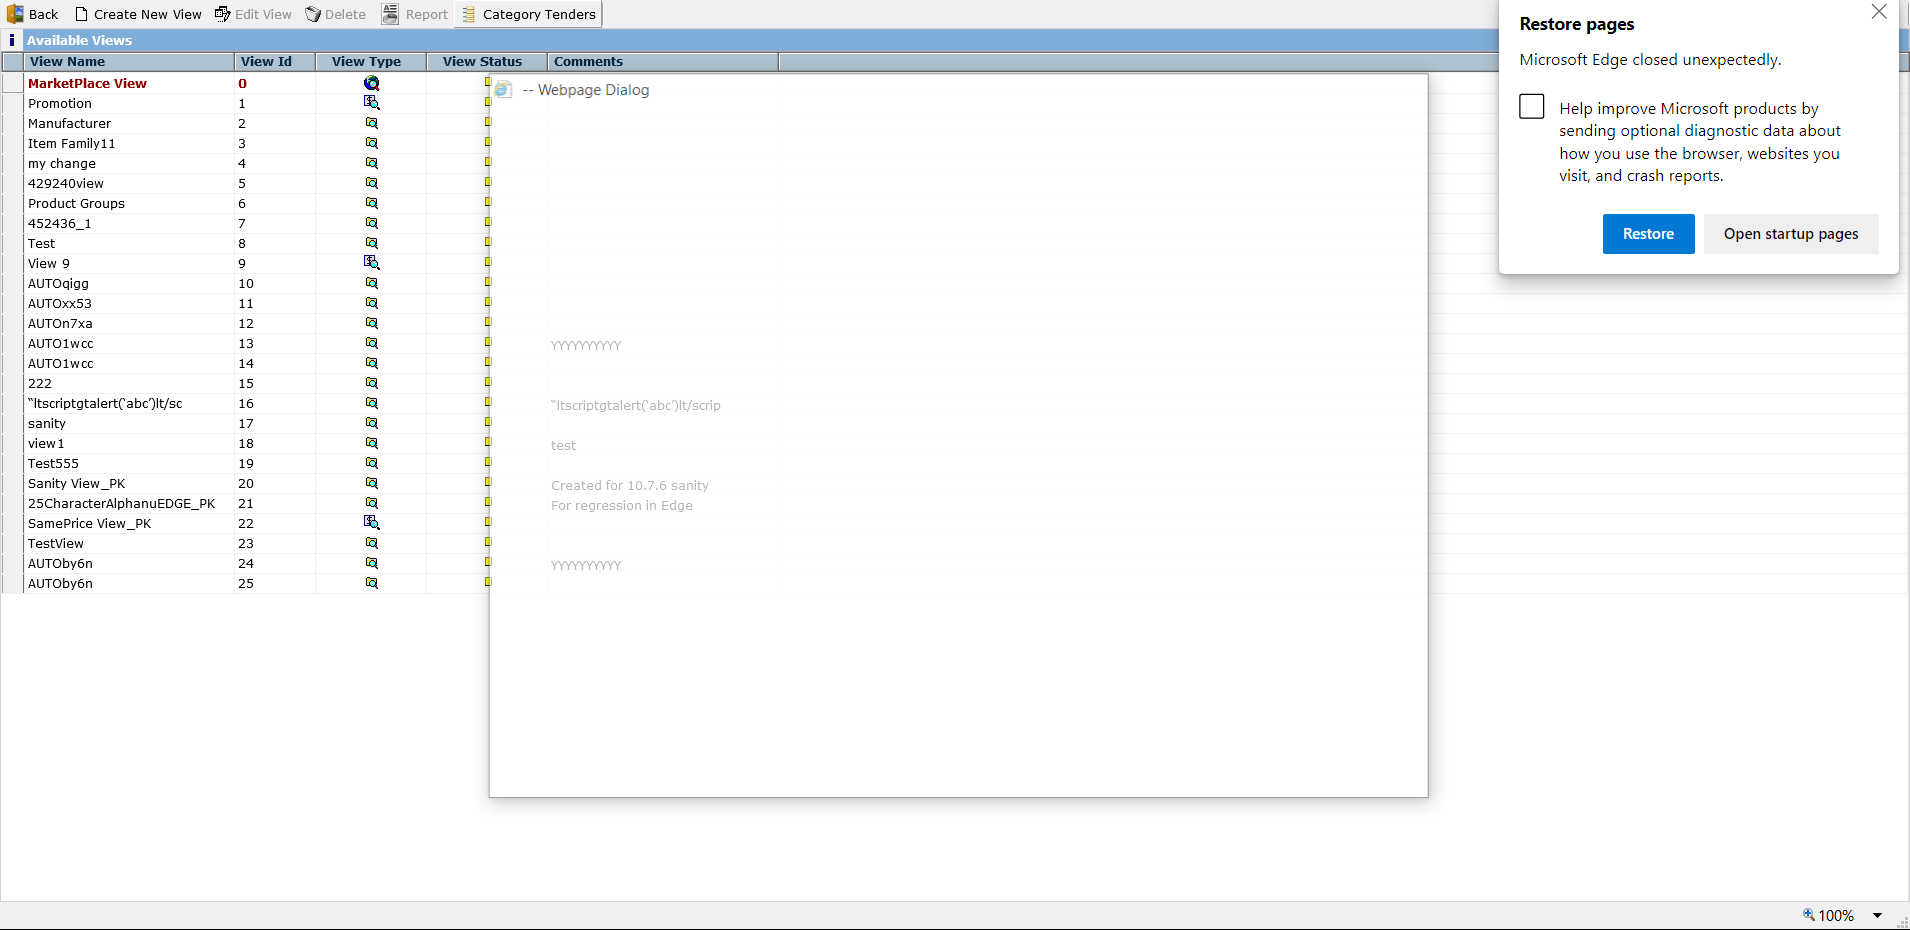 Back Create New View Edit View Delete Report Category Tenders
i Available Views
View Name View Id View Type View Status Comments
MarketPlace View 0
-- Webpage Dialog
Promotion 1
Manufacturer 2
Item Family11 3
my change 4
429240view 5
Product Groups 6
452436_1 7
Test 8
View 9 9
AUTOqigg 10
AUTOxx53 11
AUTOn7xa 12
AUTO1wcc 13 YYYYYYYYYY
AUTO1wcc 14
222 15
“ltscriptgtalert(‘abc’)lt/sc 16 “ltscriptgtalert(‘abc’)lt/scrip
sanity 17
view1 18 test
Test555 19
Sanity View_PK 20 Created for 10.7.6 sanity
25CharacterAlphanuEDGE_PK 21 For regression in Edge
SamePrice View_PK 22
TestView 23
AUTOby6n 24 YYYYYYYYYY
AUTOby6n 25
Restore pages
Microsoft Edge closed unexpectedly.
Help improve Microsoft products by
sending optional diagnostic data about
how you use the browser, websites you
visit, and crash reports.
Restore Open startup pages
100%